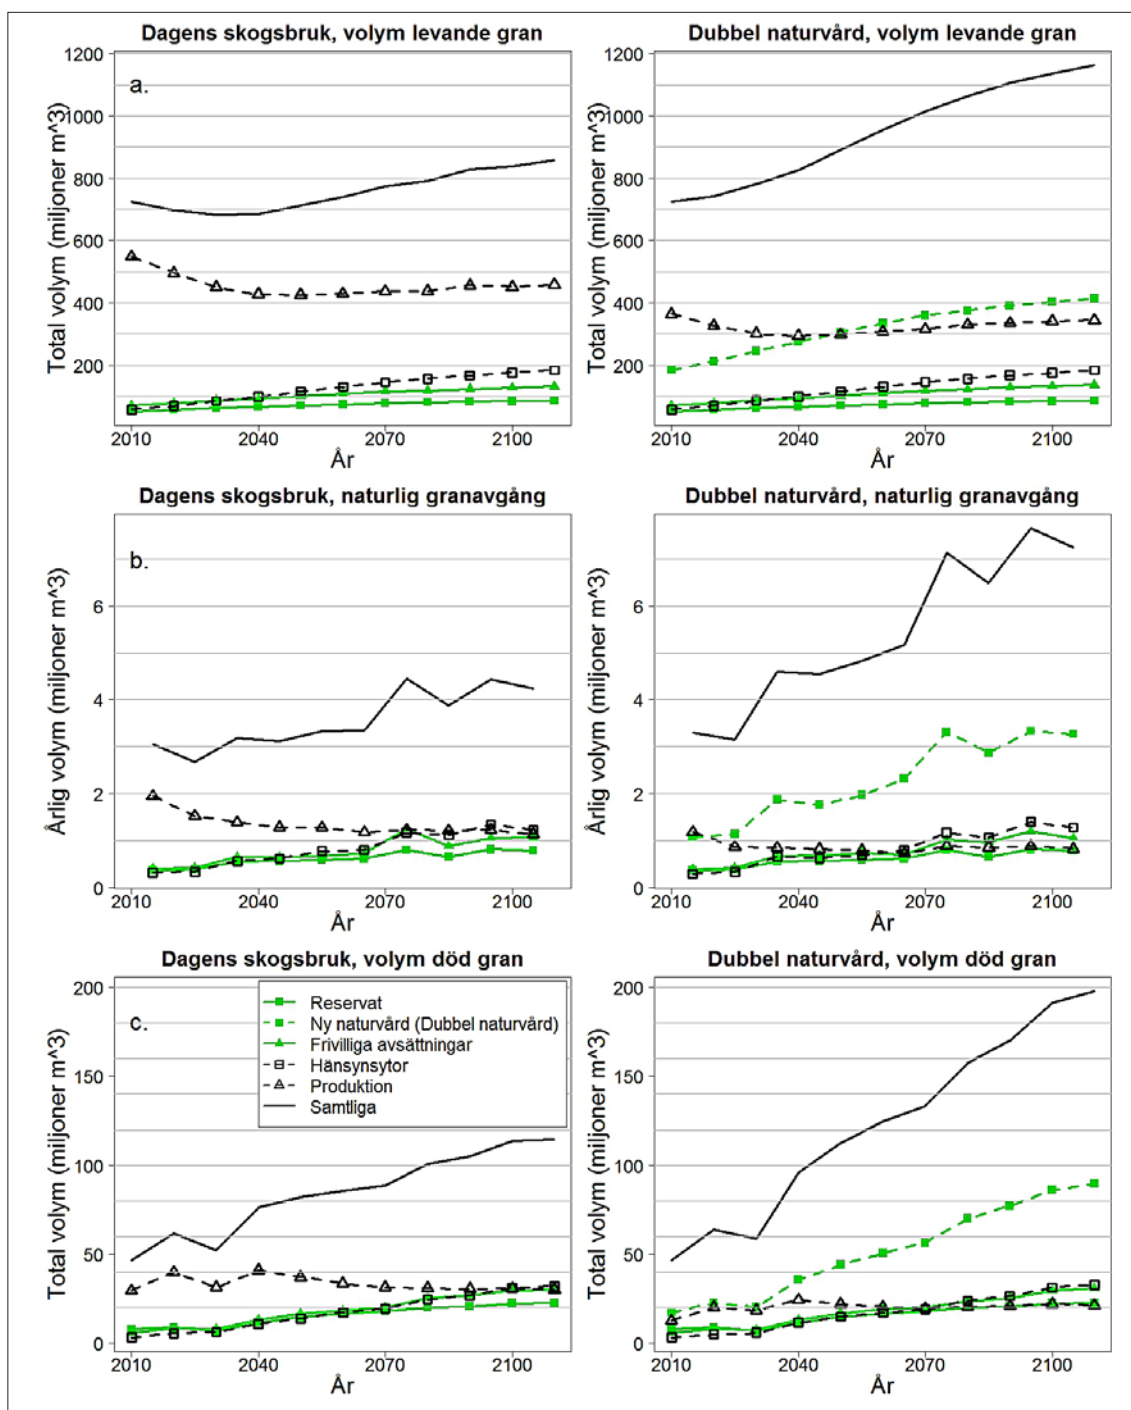 Dagens skogsbruk, volym levande gran
Total volym (miljoner m^3)
1200
1000
800
600
400
200
a.
2010 2040 2070 2100
År
Dubbel naturvård, volym levande gran
Total volym (miljoner m^3)
1200
1000
800
600
400
200
2010 2040 2070 2100
År
Dagens skogsbruk, naturlig granavgång
Årlig volym (miljoner m^3)
6
4
2
0
b.
2010 2040 2070 2100
År
Dubbel naturvård, naturlig granavgång
Årlig volym (miljoner m^3)
6
4
2
0
2010 2040 2070 2100
År
Dagens skogsbruk, volym död gran
Total volym (miljoner m^3)
200
150
100
50
0
c.
Reservat
Ny naturvård (Dubbel naturvård)
Frivilliga avsättningar
Hänsynsytor
Produktion
Samtliga
2010 2040 2070 2100
År
Dubbel naturvård, volym död gran
Total volym (miljoner m^3)
200
150
100
50
0
2010 2040 2070 2100
År